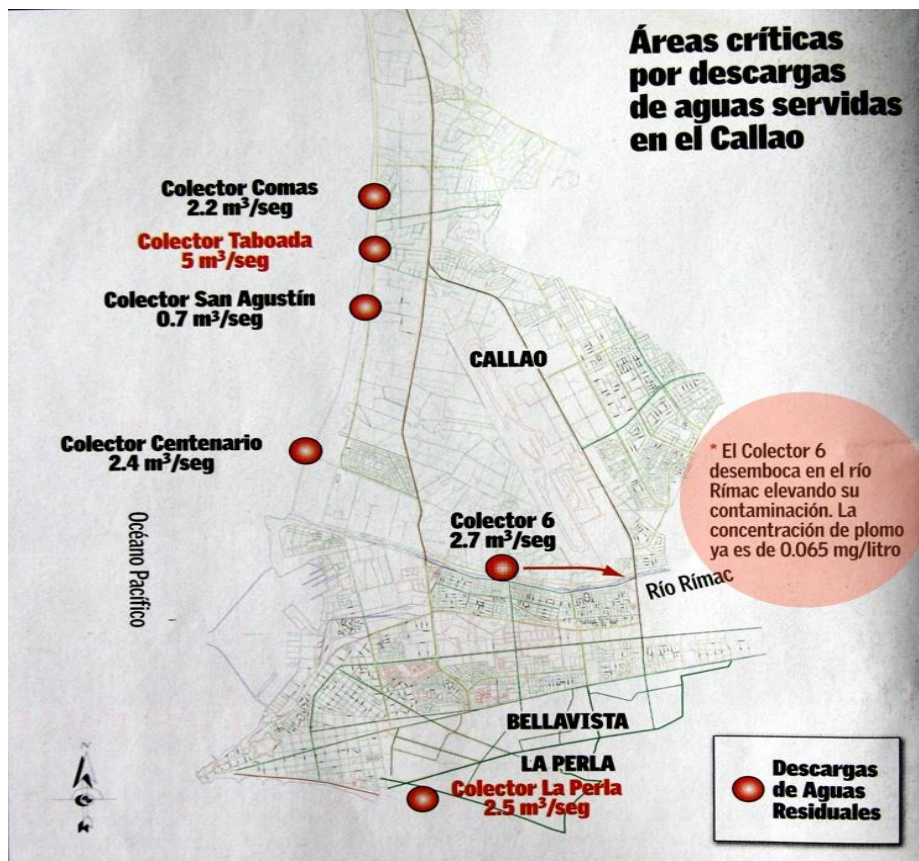 Áreas críticas
por descargas
de aguas servidas
en el Callao
Colector Comas
2.2 m³/seg
Colector Taboada
5 m³/seg
Colector San Agustín
0.7 m³/seg
CALLAO
Colector Centenario
2.4 m³/seg
* El Colector 6
desemboca en el río
Rímac elevando su
contaminación. La
concentración de plomo
ya es de 0.065 mg/litro
Colector 6
2.7 m³/seg
Océano Pacífico
Río Rímac
BELLAVISTA
LA PERLA
Colector La Perla
2.5 m³/seg
Descargas
de Aguas
Residuales